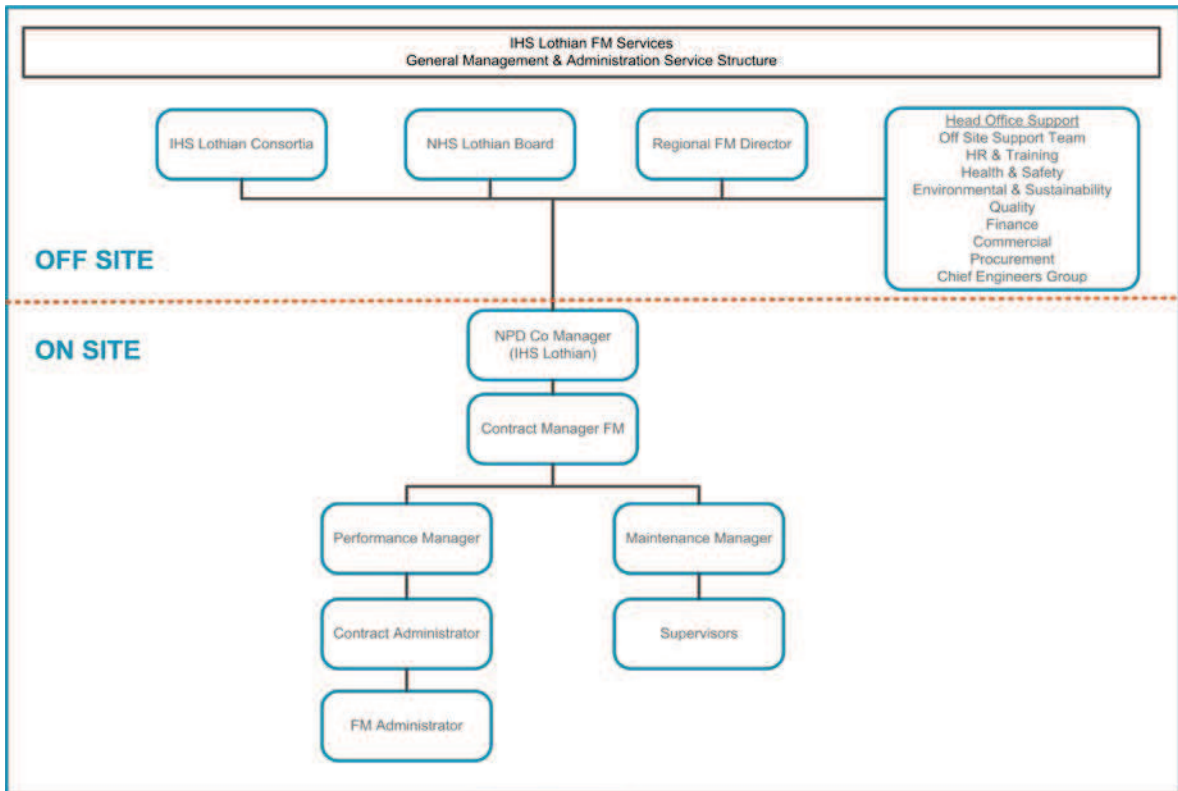 IHS Lothian FM Services
General Management & Administration Service Structure
IHS Lothian Consortia
NHS Lothian Board
Regional FM Director
Head Office Support
Off Site Support Team
HR & Training
Health & Safety
Environmental & Sustainability
Quality
Finance
Commercial
Procurement
Chief Engineers Group
OFF SITE
ON SITE
NPD Co Manager
(IHS Lothian)
Contract Manager FM
Performance Manager
Maintenance Manager
Contract Administrator
Supervisors
FM Administrator